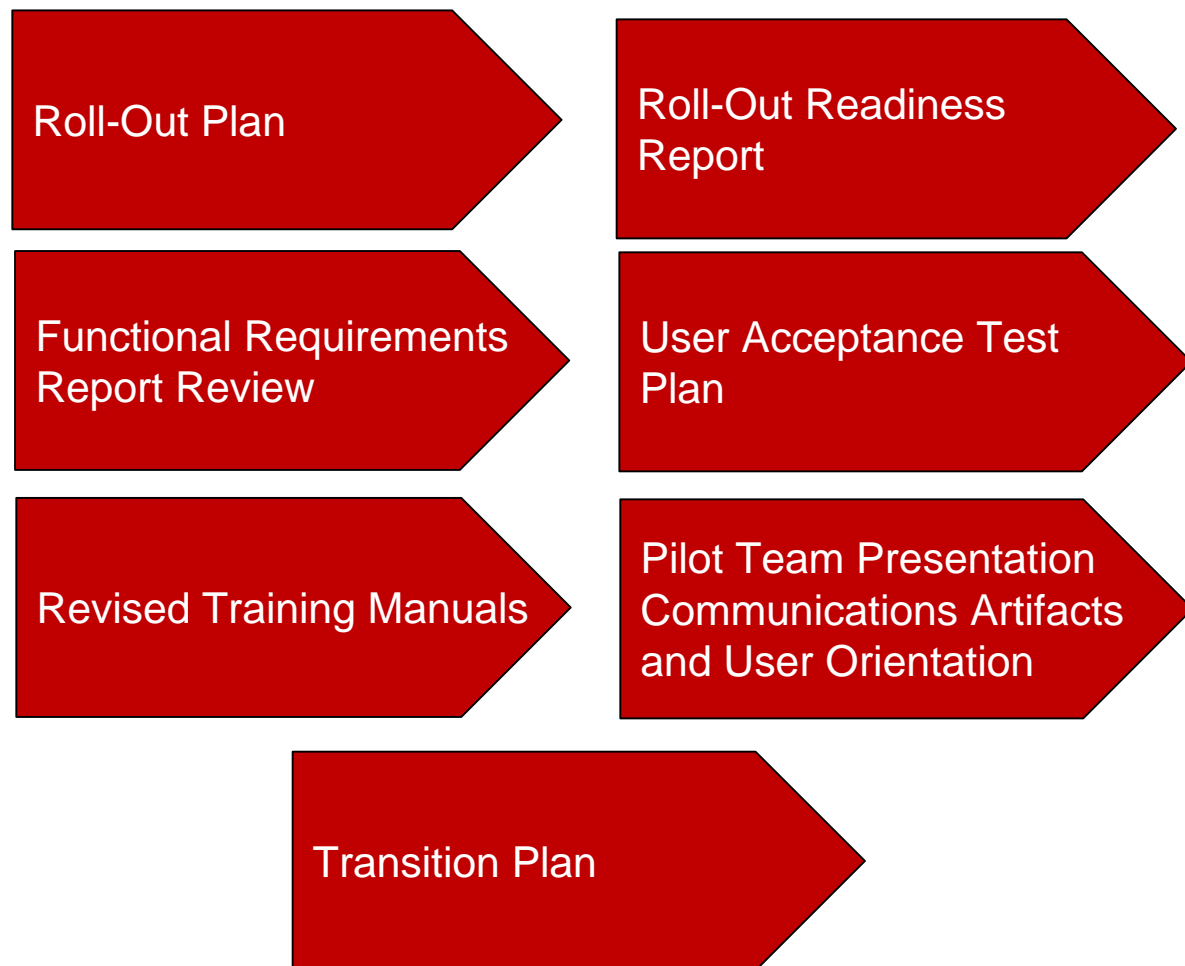 Roll-Out Plan
Roll-Out Readiness
Report
Functional Requirements
Report Review
User Acceptance Test
Plan
Revised Training Manuals
Pilot Team Presentation
Communications Artifacts
and User Orientation
Transition Plan